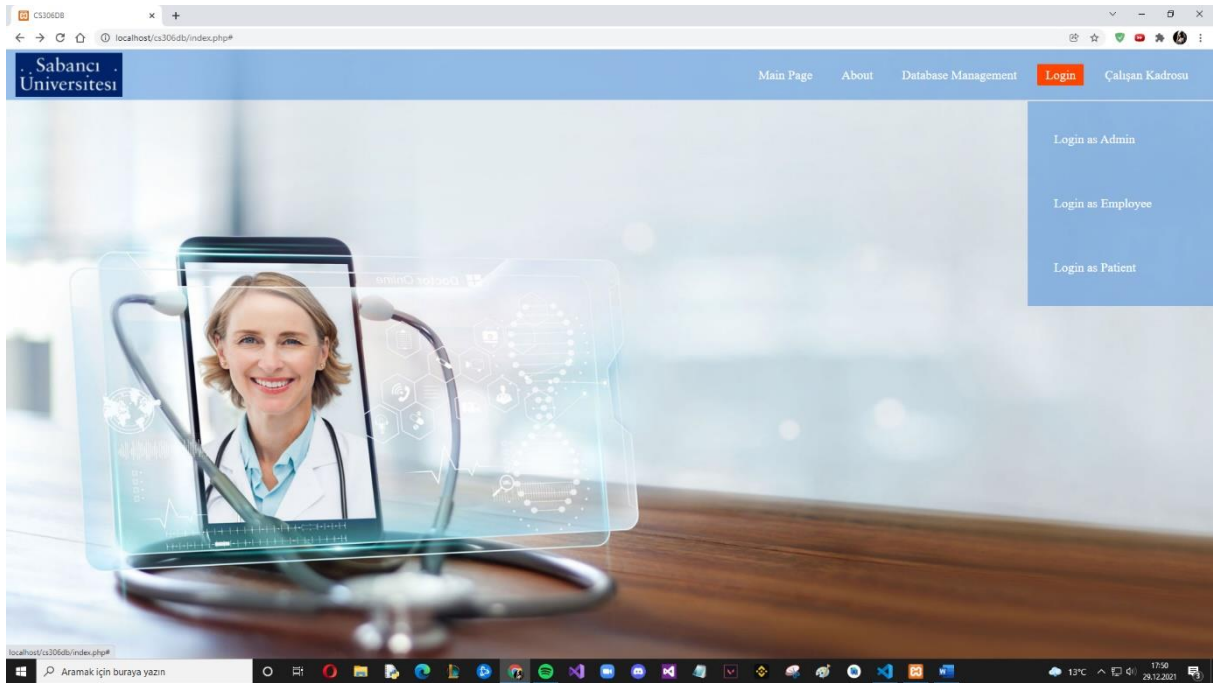 CS306DB
localhost/cs306db/index.php#
Sabancı
Üniversitesi
Main Page About Database Management Login Çalışan Kadrosu
Login as Admin
Login as Employee
Login as Patient
Doctor Online
localhost/cs306db/index.php#
Aramak için buraya yazın
13°C
17:50
29.12.2021